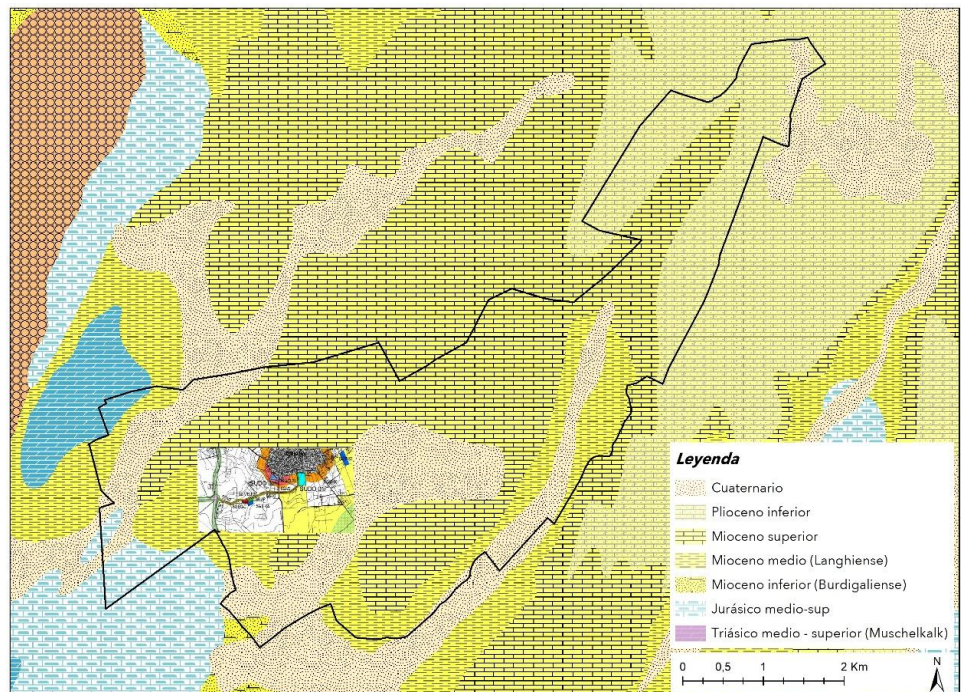 Leyenda
Cuaternario
Plioceno inferior
Mioceno superior
Mioceno medio (Langhiense)
Mioceno inferior (Burdigaliense)
Jurásico medio-sup
Triásico medio - superior (Muschelkalk)
0 0,5 1 2 Km
N